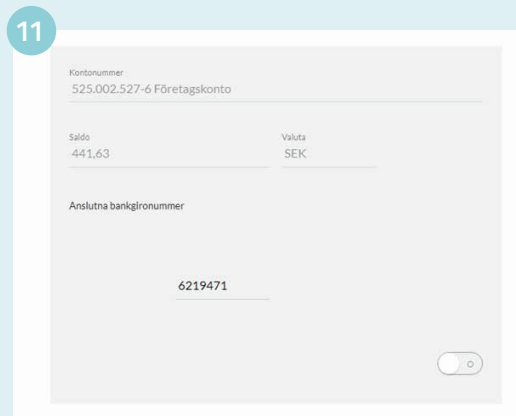 11
Kontonummer
525.002.527-6 Företagskonto
Saldo
Valuta
441,63
SEK
Anslutna bankgironummer
6219471